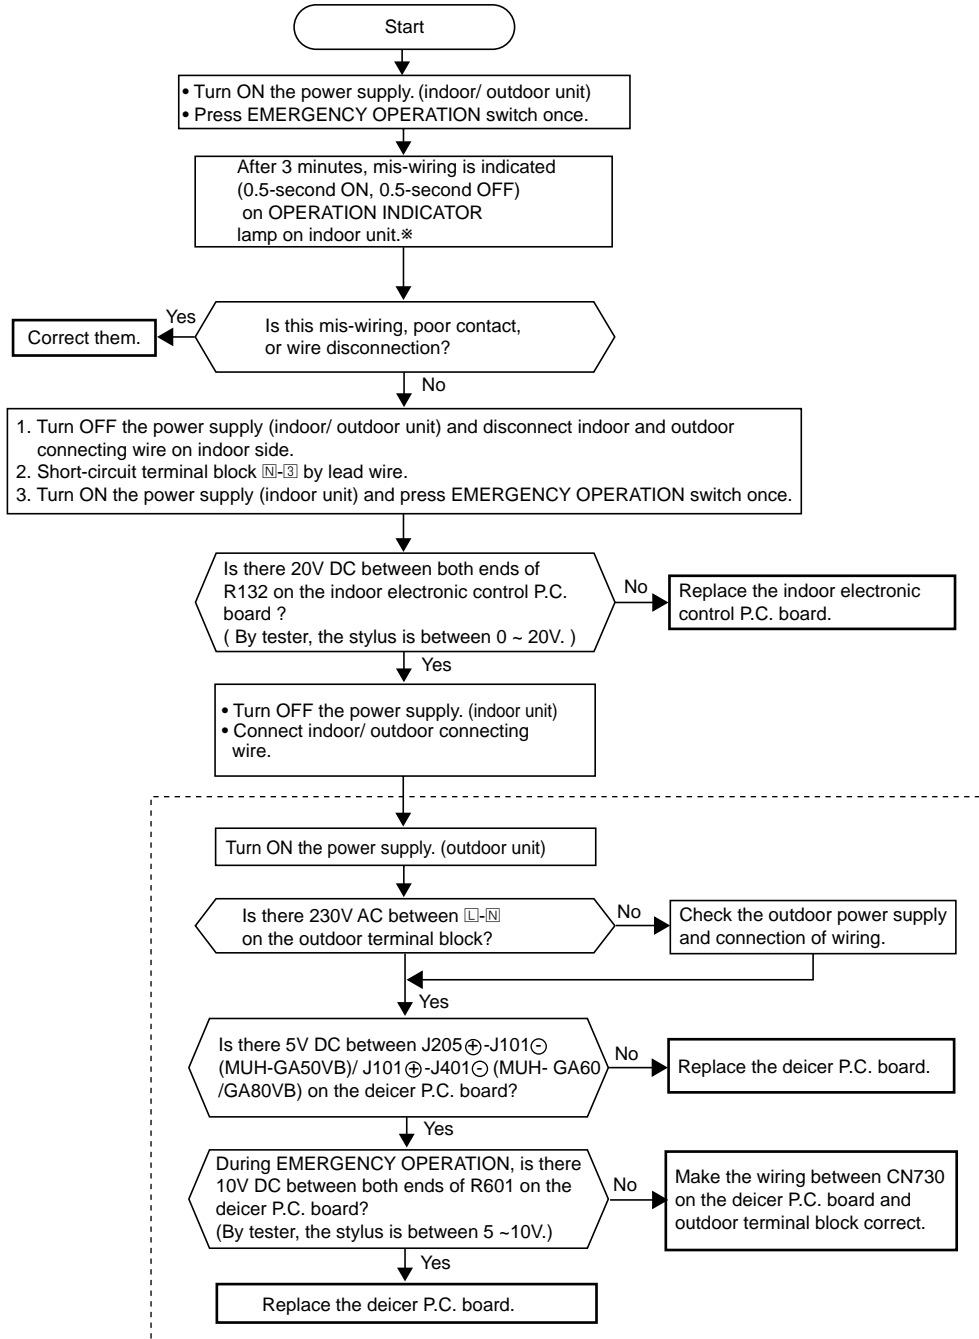 Start
• Turn ON the power supply. (indoor/ outdoor unit)
• Press EMERGENCY OPERATION switch once.
After 3 minutes, mis-wiring is indicated
(0.5-second ON, 0.5-second OFF)
on OPERATION INDICATOR
lamp on indoor unit.※
Is this mis-wiring, poor contact,
or wire disconnection?
Yes
Correct them.
No
1. Turn OFF the power supply (indoor/ outdoor unit) and disconnect indoor and outdoor
connecting wire on indoor side.
2. Short-circuit terminal block N-3 by lead wire.
3. Turn ON the power supply (indoor unit) and press EMERGENCY OPERATION switch once.
Is there 20V DC between both ends of
R132 on the indoor electronic control P.C.
board ?
( By tester, the stylus is between 0 ~ 20V. )
No
Replace the indoor electronic
control P.C. board.
Yes
• Turn OFF the power supply. (indoor unit)
• Connect indoor/ outdoor connecting
wire.
Turn ON the power supply. (outdoor unit)
Is there 230V AC between L-N
on the outdoor terminal block?
No
Check the outdoor power supply
and connection of wiring.
Yes
Is there 5V DC between J205⊕-J101⊖
(MUH-GA50VB)/ J101⊕-J401⊖ (MUH- GA60
/GA80VB) on the deicer P.C. board?
No
Replace the deicer P.C. board.
Yes
During EMERGENCY OPERATION, is there
10V DC between both ends of R601 on the
deicer P.C. board?
(By tester, the stylus is between 5 ~10V.)
No
Make the wiring between CN730
on the deicer P.C. board and
outdoor terminal block correct.
Yes
Replace the deicer P.C. board.